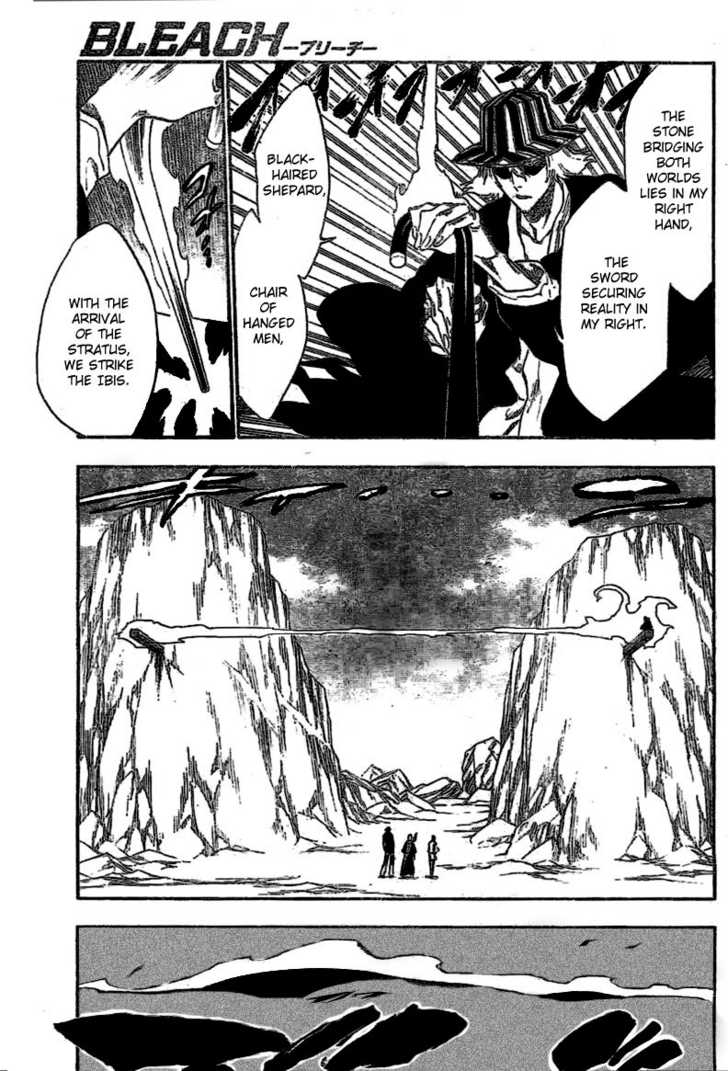 BLEACH—ブリーチ—
THE
STONE
BRIDGING
BOTH
WORLDS
LIES IN MY
RIGHT
HAND,
THE
SWORD
SECURING
REALITY IN
MY RIGHT.
BLACK-
HAIRED
SHEPARD,
CHAIR
OF
HANGED
MEN,
WITH THE
ARRIVAL
OF THE
STRATUS,
WE STRIKE
THE IBIS.